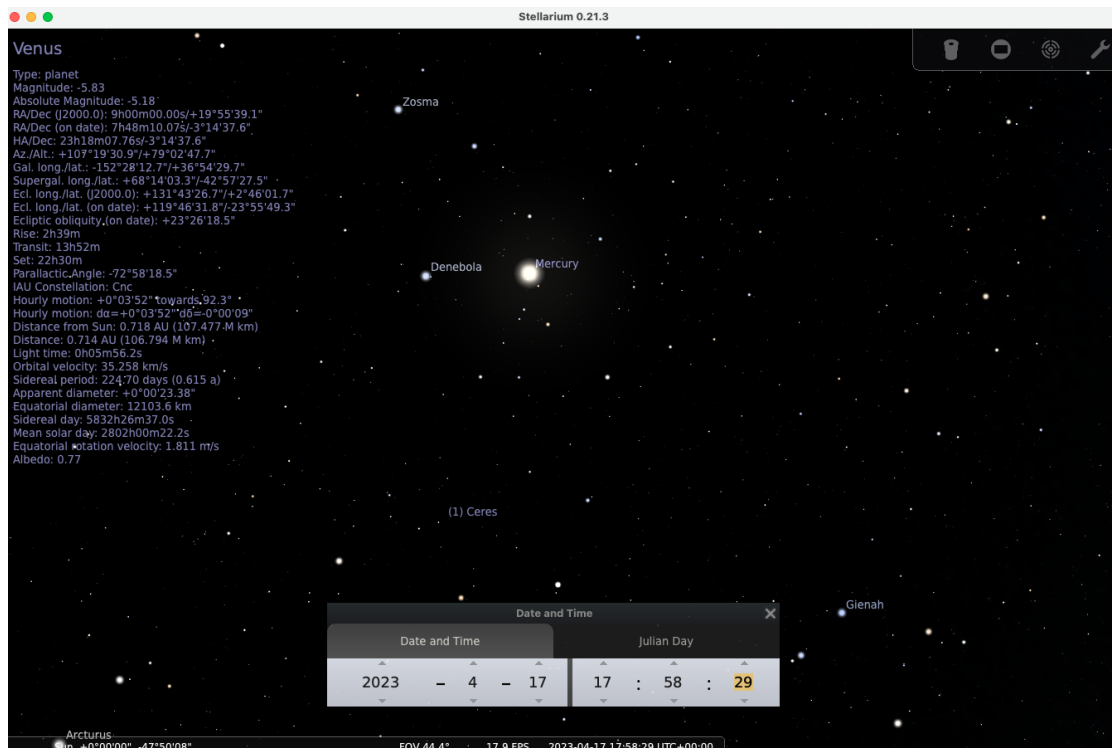 Stellarium 0.21.3
Venus
Type: planet
Magnitude: -5.83
Absolute Magnitude: -5.18
RA/Dec (J2000.0): 9h00m00.00s/+19°55'39.1"
RA/Dec (on date): 7h48m10.07s/-3°14'37.6"
HA/Dec: 23h18m07.76s/-3°14'37.6"
Az./Alt.: +107°19'30.9"/+79°02'47.7"
Gal. long./lat.: -152°28'12.7"/+36°54'29.7"
Supergal. long./lat.: +68°14'03.3"/-42°57'27.5"
Ecl. long./lat. (J2000.0): +131°43'26.7"/+2°46'01.7"
Ecl. long./lat. (on date): +119°46'31.8"/-23°55'49.3"
Ecliptic obliquity (on date): +23°26'18.5"
Rise: 2h39m
Transit: 13h52m
Set: 22h30m
Parallactic Angle: -72°58'18.5"
IAU Constellation: Cnc
Hourly motion: +0°03'52" towards 92.3°
Hourly motion: dα=+0°03'52" dδ=-0°00'09"
Distance from Sun: 0.718 AU (107.477 M km)
Distance: 0.714 AU (106.794 M km)
Light time: 0h05m56.2s
Orbital velocity: 35.258 km/s
Sidereal period: 224.70 days (0.615 a)
Apparent diameter: +0°00'23.38"
Equatorial diameter: 12103.6 km
Sidereal day: 5832h26m37.0s
Mean solar day: 2802h00m22.2s
Equatorial rotation velocity: 1.811 m/s
Albedo: 0.77
Zosma
Denebola
Mercury
(1) Ceres
Gienah
Date and Time
Date and Time
Julian Day
2023 – 4 – 17 17 : 58 : 29
Arcturus
Sun, +0°00'00", -47°50'08" FOV 44.4° 17.9 FPS 2023-04-17 17:58:29 UTC+00:00